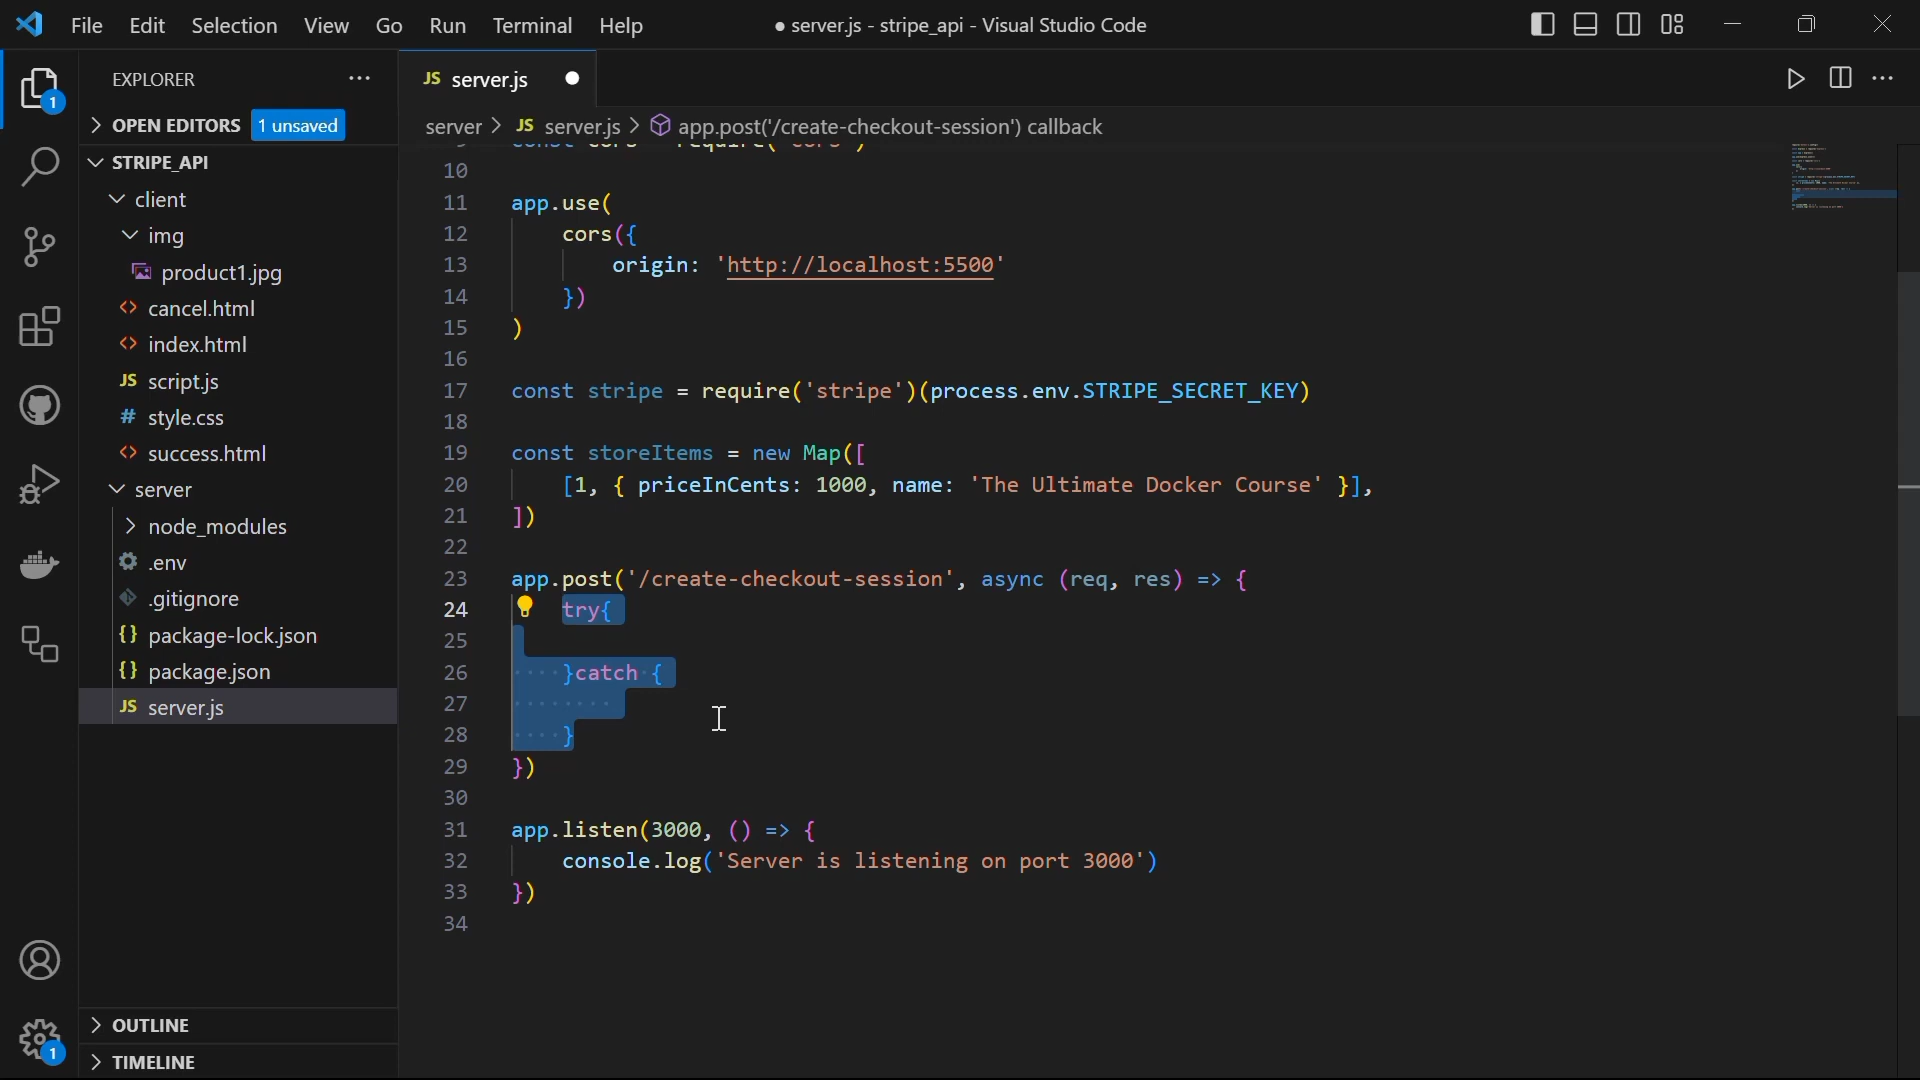 File Edit Selection View Go Run Terminal Help
● server.js - stripe_api - Visual Studio Code
EXPLORER
OPEN EDITORS 1 unsaved
STRIPE_API
client
img
product1.jpg
cancel.html
index.html
JS script.js
# style.css
success.html
server
node_modules
.env
.gitignore
{} package-lock.json
{} package.json
JS server.js
OUTLINE
TIMELINE
1
1
JS server.js ●
server > JS server.js > app.post('/create-checkout-session') callback
9 const cors = require('cors')
10
11 app.use(
12 cors({
13 origin: 'http://localhost:5500'
14 })
15 )
16
17 const stripe = require('stripe')(process.env.STRIPE_SECRET_KEY)
18
19 const storeItems = new Map([
20 [1, { priceInCents: 1000, name: 'The Ultimate Docker Course' }],
21 ])
22
23 app.post('/create-checkout-session', async (req, res) => {
24 try{
25
26 }catch {
27
28 }
29 })
30
31 app.listen(3000, () => {
32 console.log('Server is listening on port 3000')
33 })
34